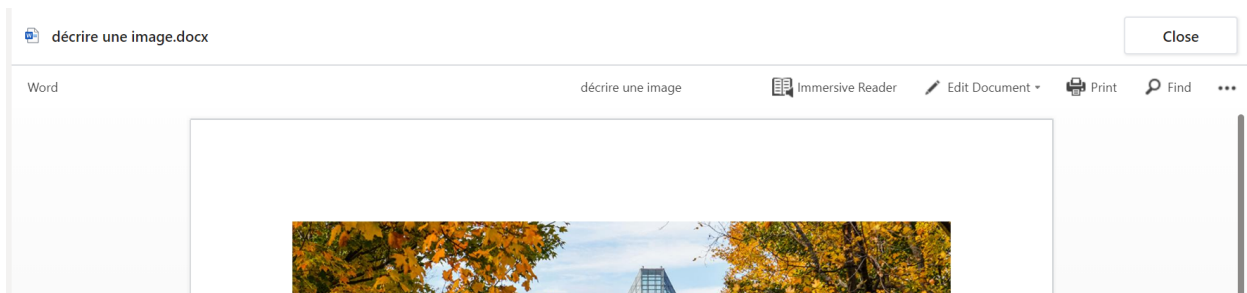 décrire une image.docx
Close
Word
décrire une image
Immersive Reader
Edit Document
Print
Find